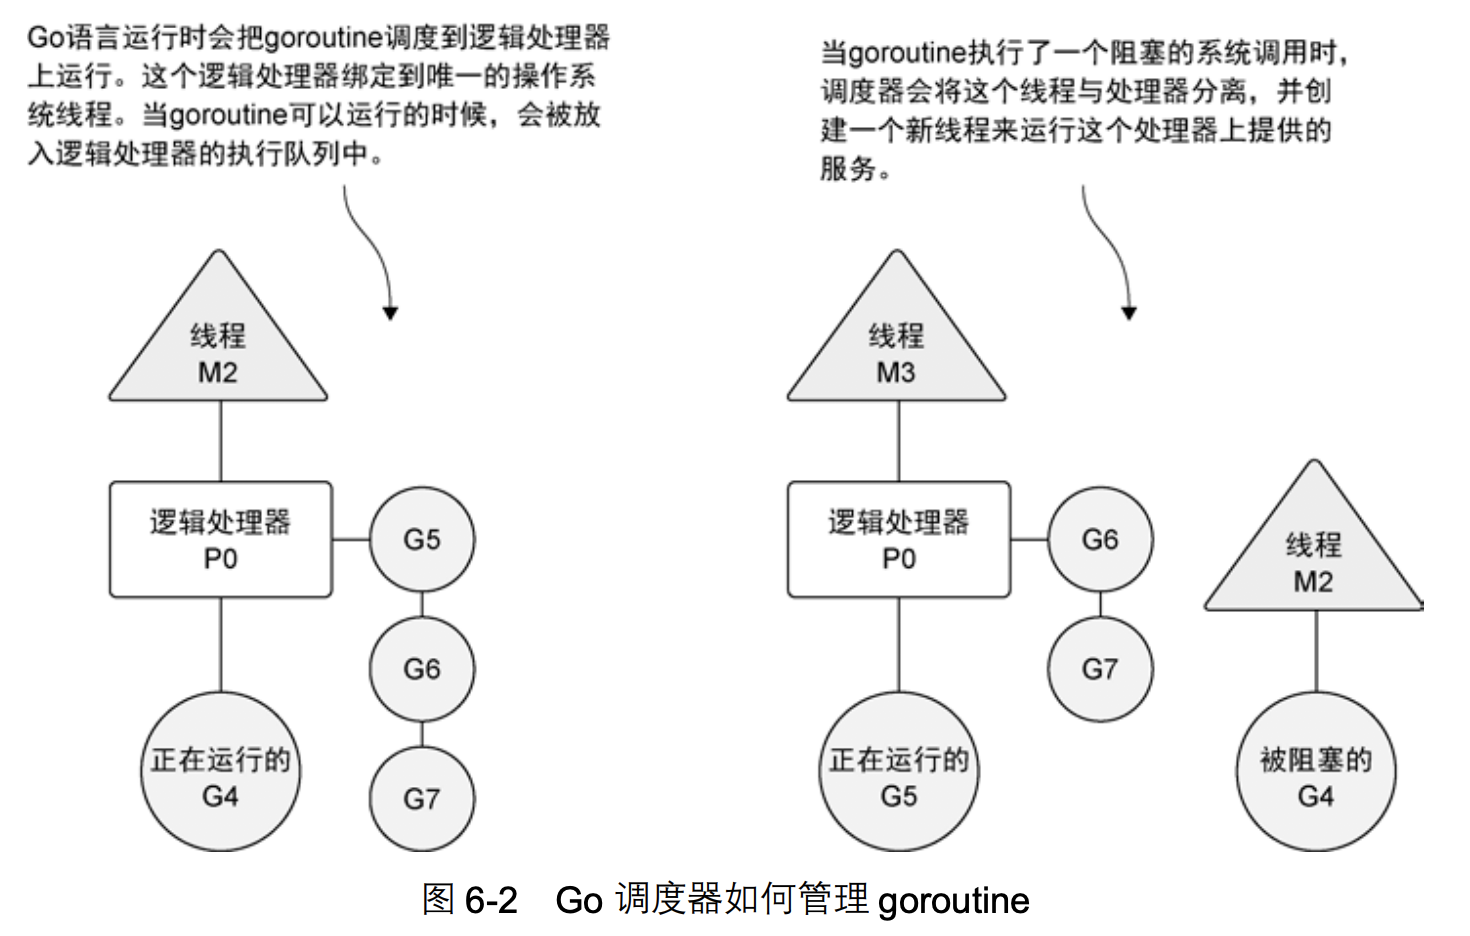 Go语言运行时会把goroutine调度到逻辑处理器
上运行。这个逻辑处理器绑定到唯一的操作系
统线程。当goroutine可以运行的时候，会被放
入逻辑处理器的执行队列中。
当goroutine执行了一个阻塞的系统调用时，
调度器会将这个线程与处理器分离，并创
建一个新线程来运行这个处理器上提供的
服务。
线程
M2
逻辑处理器
P0
G5
G6
G7
正在运行的
G4
线程
M3
逻辑处理器
P0
G6
G7
正在运行的
G5
线程
M2
被阻塞的
G4
图 6-2 Go 调度器如何管理 goroutine